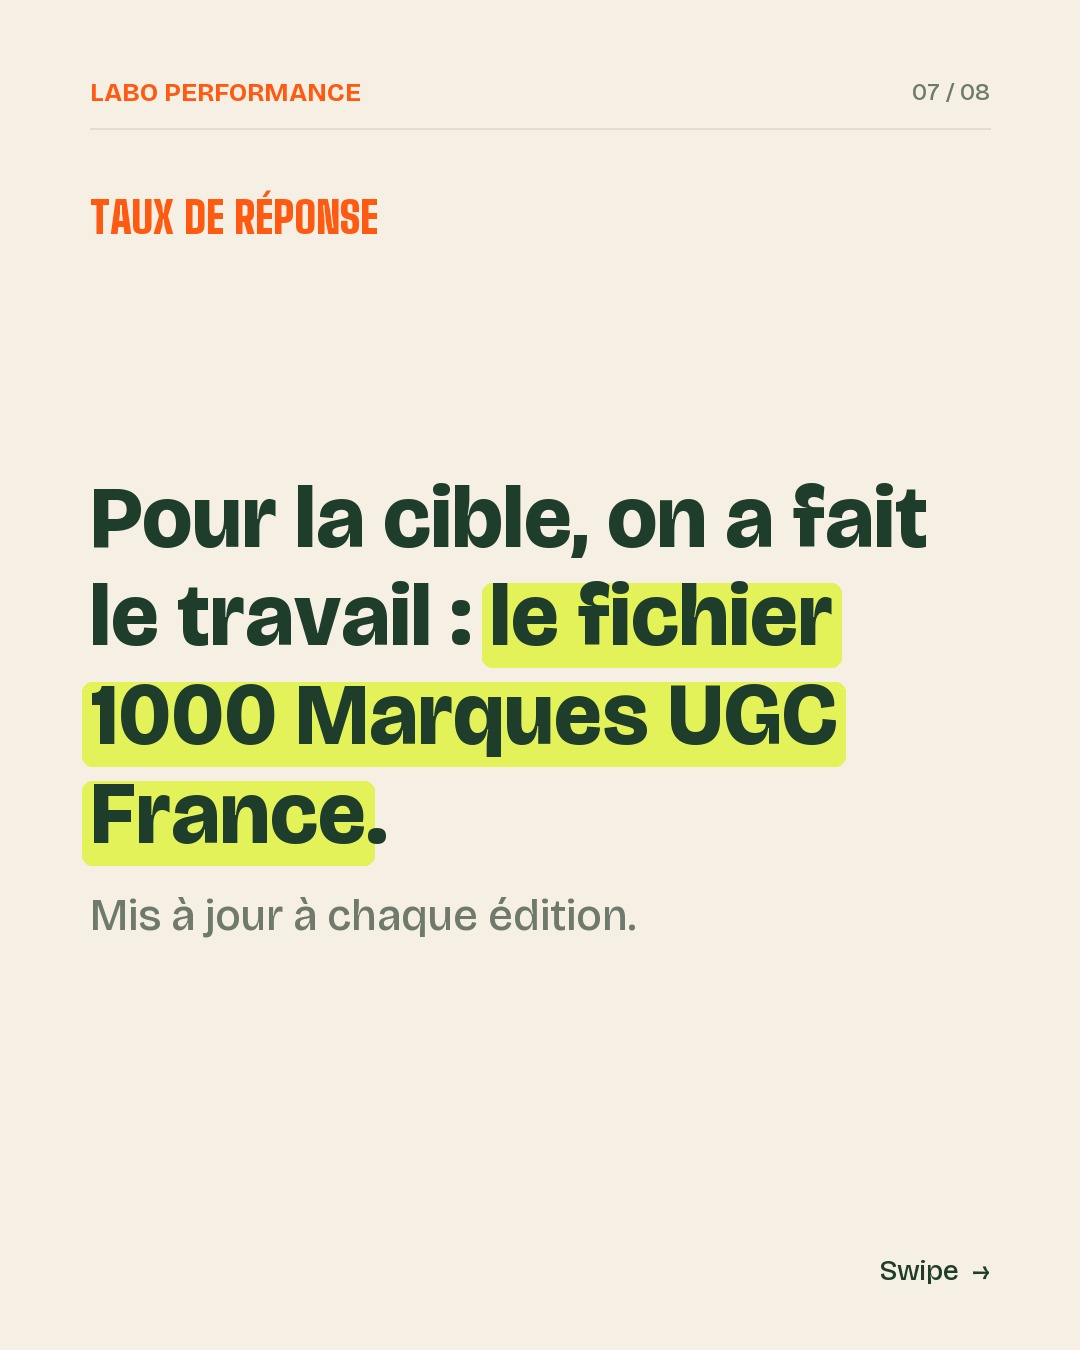 LABO PERFORMANCE
07 / 08
TAUX DE RÉPONSE
Pour la cible, on a fait
le travail : le fichier
1000 Marques UGC
France.
Mis à jour à chaque édition.
Swipe →